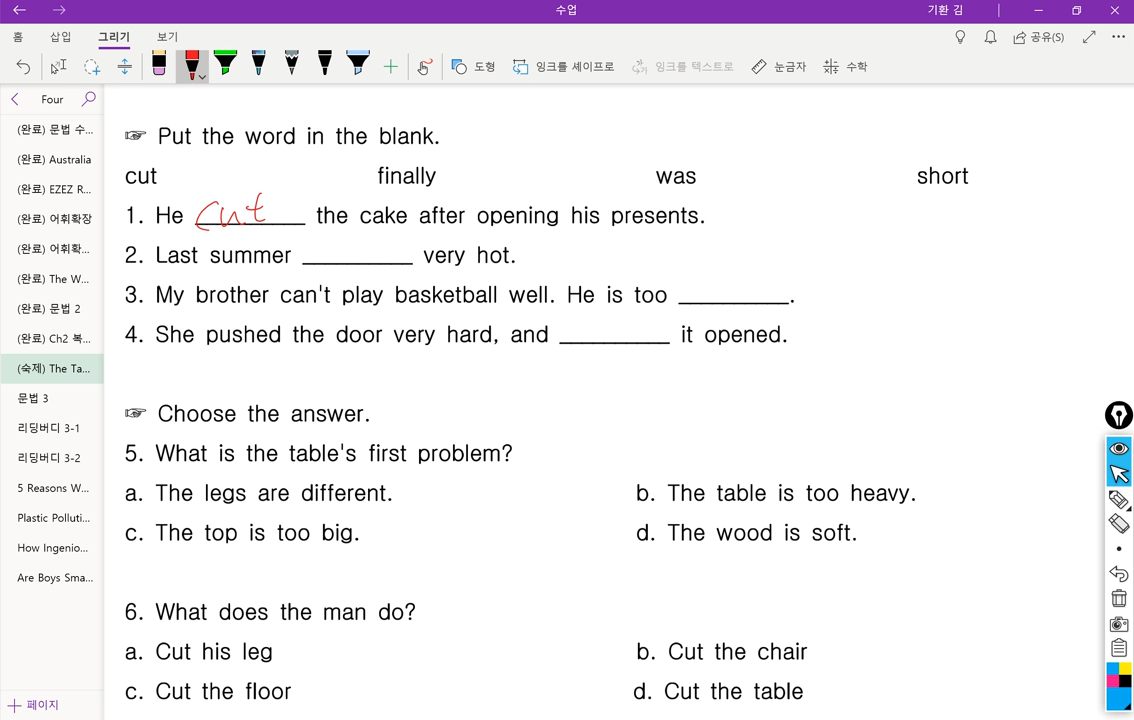 수업
기환 김
홈 삽입 그리기 보기
공유(S)
도형 잉크를 셰이프로 잉크를 텍스트로 눈금자 수학
Four
(완료) 문법 수...
(완료) Australia
(완료) EZEZ R...
(완료) 어휘확장
(완료) 어휘확...
(완료) The W...
(완료) 문법 2
(완료) Ch2 복...
(숙제) The Ta...
문법 3
리딩버디 3-1
리딩버디 3-2
5 Reasons W...
Plastic Polluti...
How Ingenio...
Are Boys Sma...
페이지
☞ Put the word in the blank.
cut finally was short
1. He cut the cake after opening his presents.
2. Last summer __________ very hot.
3. My brother can't play basketball well. He is too __________.
4. She pushed the door very hard, and __________ it opened.
☞ Choose the answer.
5. What is the table's first problem?
a. The legs are different. b. The table is too heavy.
c. The top is too big. d. The wood is soft.
6. What does the man do?
a. Cut his leg b. Cut the chair
c. Cut the floor d. Cut the table